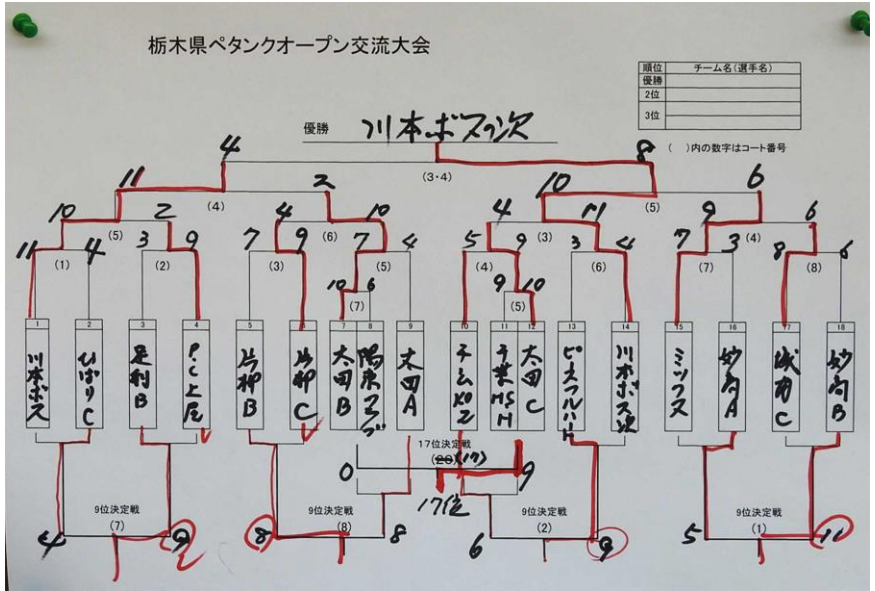 栃木県ペタンクオープン交流大会
順位 チーム名(選手名)
優勝
2位
3位
優勝 川本ボスの次
( )内の数字はコート番号
4 8
(3・4)
11 2 10 6
(4) (5)
10 2 4 10 4 11 9 6
(5) (6) (3) (4)
11 4 3 9 7 9 7 4 5 9 3 4 7 3 8 6
(1) (2) (3) (5) (4) (6) (7) (8)
10 6 9 10
(7) (5)
1 2 3 4 5 6 7 8 9 10 11 12 13 14 15 16 17 18
川本ボス
ひばりC
足利B
片柳B
片柳C
太田B
太田A
千葉MSH
太田C
ピースフルハート
川本ボス次
ミックス
妙高A
城南C
妙高B
17位決定戦
(17)
0 9
17位
9位決定戦 9位決定戦 9位決定戦 9位決定戦
(7) (8) (2) (1)
4 9 8 8 6 9 5 11